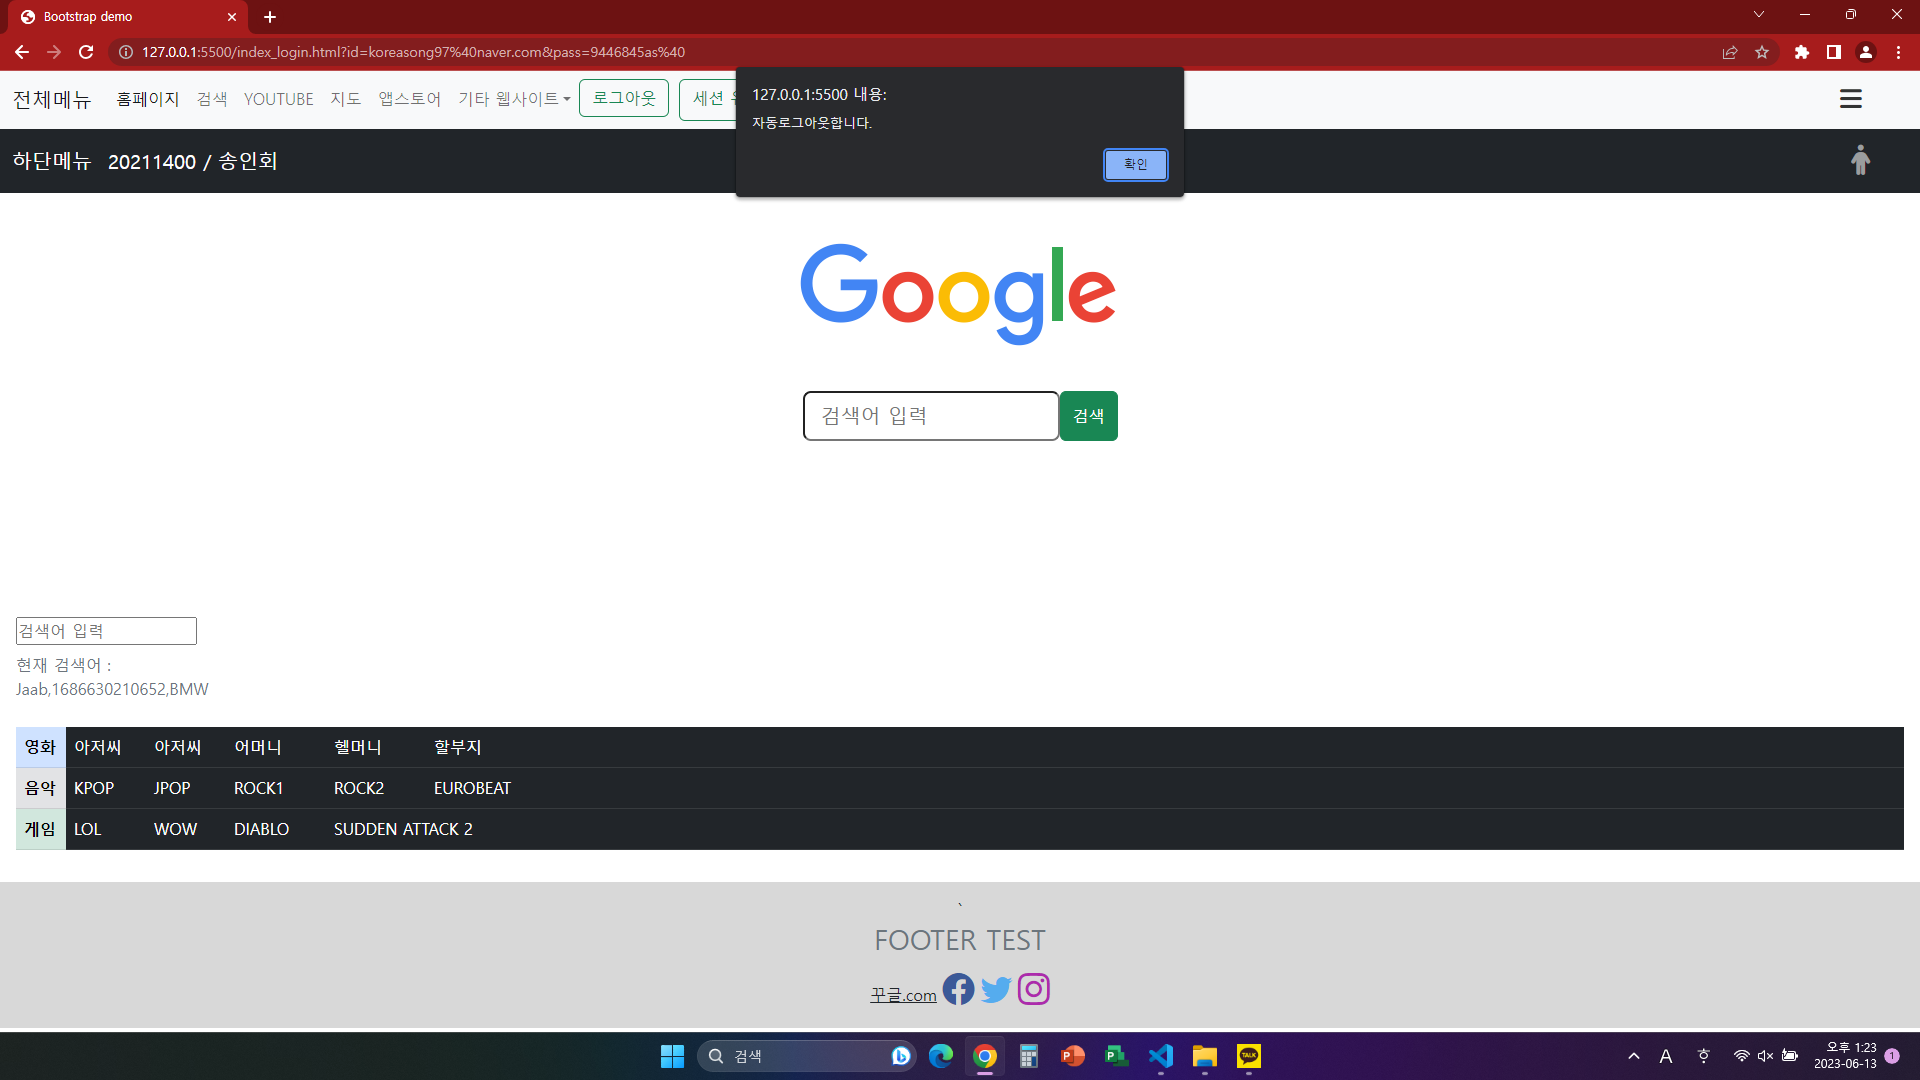 Bootstrap demo
127.0.0.1:5500/index_login.html?id=koreasong97%40naver.com&pass=9446845as%40
전체메뉴 홈페이지 검색 YOUTUBE 지도 앱스토어 기타 웹사이트 로그아웃 세션
127.0.0.1:5500 내용:
자동로그아웃합니다.
확인
하단메뉴 20211400 / 송인회
Google
검색어 입력 검색
검색어 입력
현재 검색어 :
Jaab,1686630210652,BMW
영화 아저씨 아저씨 어머니 헬머니 할부지
음악 KPOP JPOP ROCK1 ROCK2 EUROBEAT
게임 LOL WOW DIABLO SUDDEN ATTACK 2
`
FOOTER TEST
꾸글.com
검색 TALK A 오후 1:23
2023-06-13 1